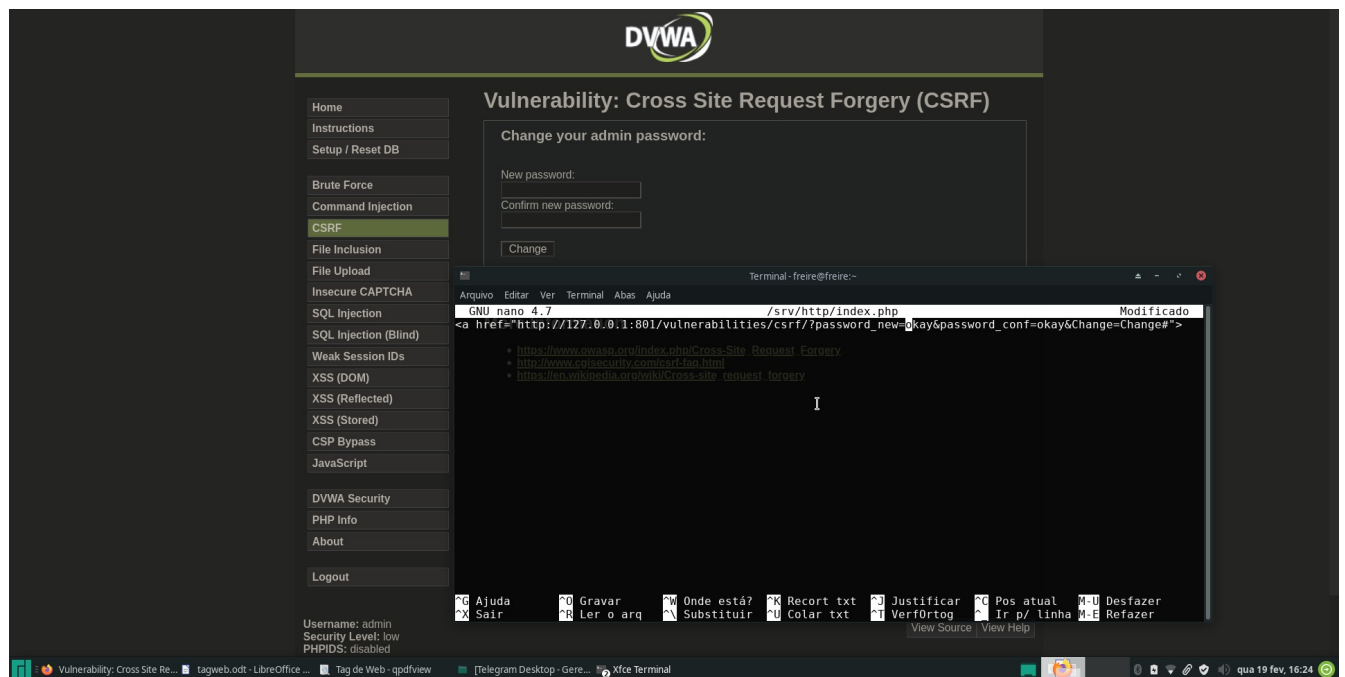 DVWA
Vulnerability: Cross Site Request Forgery (CSRF)
Home
Instructions
Setup / Reset DB
Brute Force
Command Injection
CSRF
File Inclusion
File Upload
Insecure CAPTCHA
SQL Injection
SQL Injection (Blind)
Weak Session IDs
XSS (DOM)
XSS (Reflected)
XSS (Stored)
CSP Bypass
JavaScript
DVWA Security
PHP Info
About
Logout
Change your admin password:
New password:
Confirm new password:
Change
Terminal - freire@freire:~
Arquivo Editar Ver Terminal Abas Ajuda
GNU nano 4.7 /srv/http/index.php Modificado
<a href="http://127.0.0.1:801/vulnerabilities/csrf/?password_new=okay&password_conf=okay&Change=Change#">
https://www.owasp.org/index.php/Cross-Site_Request_Forgery
http://www.cgisecurity.com/csrf-faq.html
https://en.wikipedia.org/wiki/Cross-site_request_forgery
^G Ajuda ^O Gravar ^W Onde está? ^K Recort txt ^J Justificar ^C Pos atual M-U Desfazer
^X Sair ^R Ler o arq ^\ Substituir ^U Colar txt ^T VerfOrtog ^_ Ir p/ linha M-E Refazer
Username: admin
Security Level: low
PHPIDS: disabled
View Source View Help
Vulnerability: Cross Site Re... tagweb.odt - LibreOffice ... Tag de Web - qpdfview [Telegram Desktop - Gere... Xfce Terminal qua 19 fev, 16:24